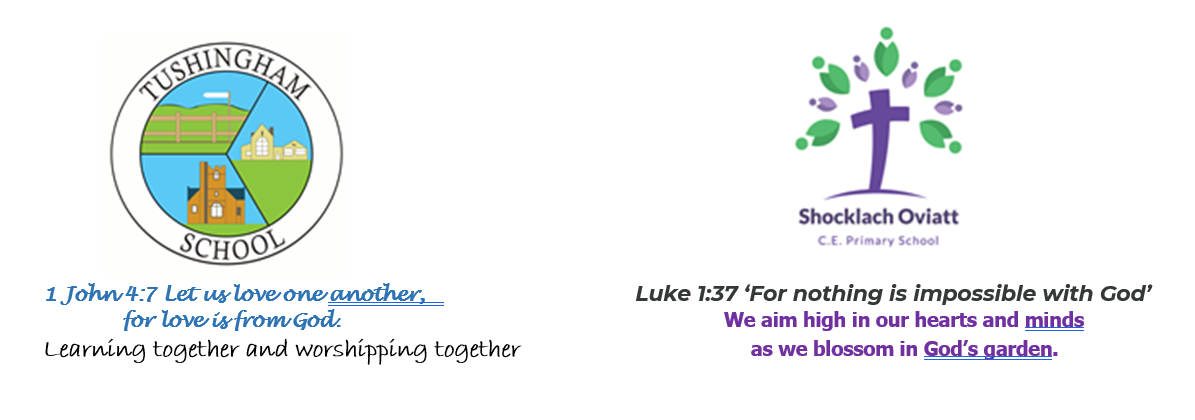 TUSHINGHAM
SCHOOL
1 John 4:7 Let us love one another,
for love is from God.
Learning together and worshipping together
Shocklach Oviatt
C.E. Primary School
Luke 1:37 ‘For nothing is impossible with God’
We aim high in our hearts and minds
as we blossom in God’s garden.